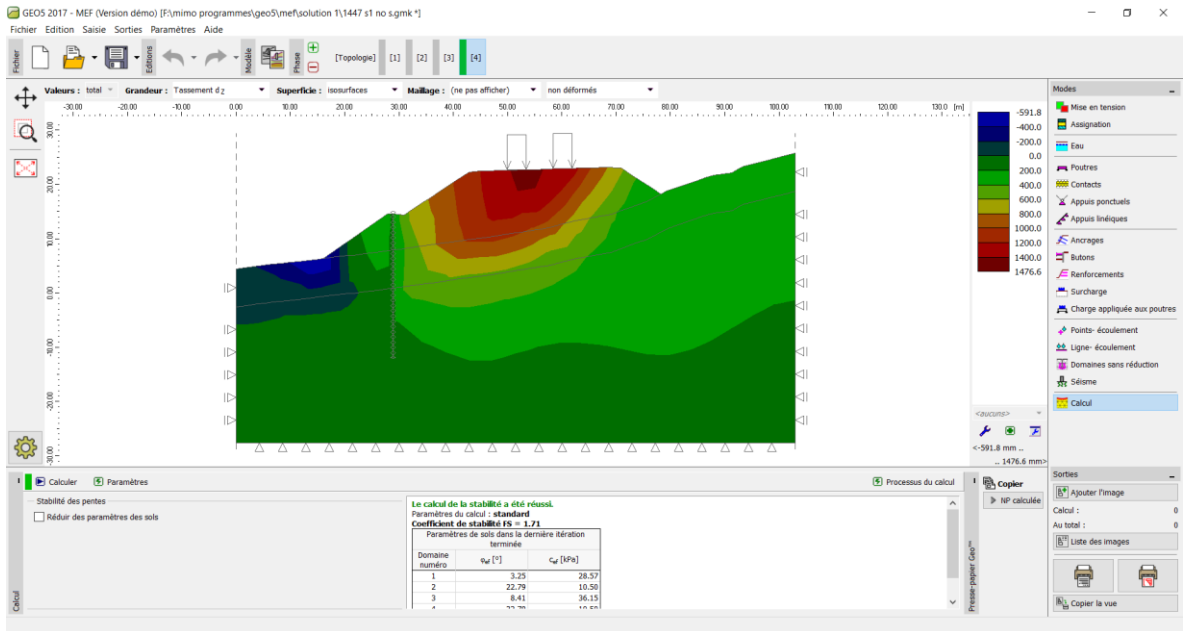 GEO5 2017 - MEF (Version démo) [F:\mimo programmes\geo5\mef\solution 1\1447 s1 no s.gmk *]
Fichier Edition Saisie Sorties Paramètres Aide
Fichier Editions Modèle Phase [Topologie] [1] [2] [3] [4]
Valeurs : total Grandeur : Tassement dz Superficie : isosurfaces Maillage : (ne pas afficher) non déformés
-30.00 -20.00 -10.00 0.00 10.00 20.00 30.00 40.00 50.00 60.00 70.00 80.00 90.00 100.00 110.00 120.00 130.0 [m]
30.00
20.00
10.00
0.00
-10.00
-20.00
-30.00
-591.8
-400.0
-200.0
0.0
200.0
400.0
600.0
800.0
1000.0
1200.0
1400.0
1476.6
<aucuns>
<-591.8 mm ..
.. 1476.6 mm>
Modes
Mise en tension
Assignation
Eau
Poutres
Contacts
Appuis ponctuels
Appuis linéiques
Ancrages
Butons
Renforcements
Surcharge
Charge appliquée aux poutres
Points- écoulement
Ligne- écoulement
Domaines sans réduction
Séisme
Calcul
Calculer Paramètres Processus du calcul
Stabilité des pentes
Réduir des paramètres des sols
Calcul
Le calcul de la stabilité a été réussi.
Paramètres du calcul : standard
Coefficient de stabilité FS = 1.71
Paramètres de sols dans la dernière itération
terminée
Domaine
numéro φef [°] cef [kPa]
1 3.25 28.57
2 22.79 10.50
3 8.41 36.15
4 22.79 10.50
Presse-papier Geo™
Copier
NP calculée
Sorties
Ajouter l'image
Calcul : 0
Au total : 0
Liste des images
Copier la vue